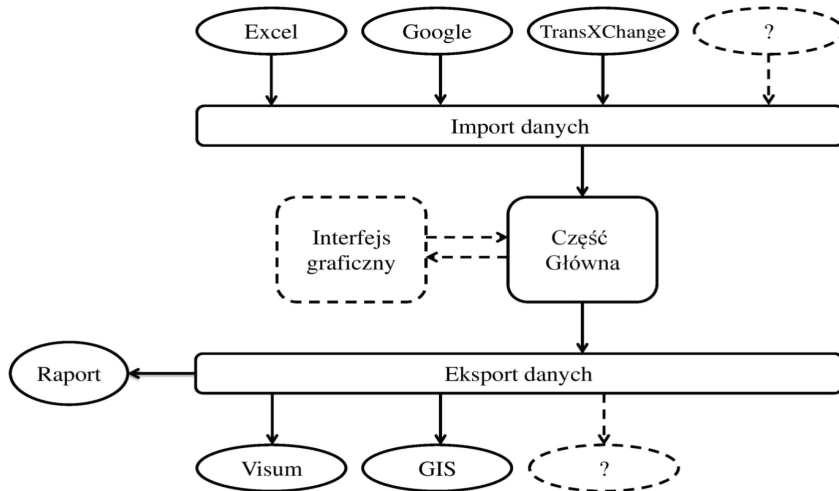 Excel
Google
TransXChange
?
Import danych
Interfejs
graficzny
Część
Główna
Raport
Eksport danych
Visum
GIS
?